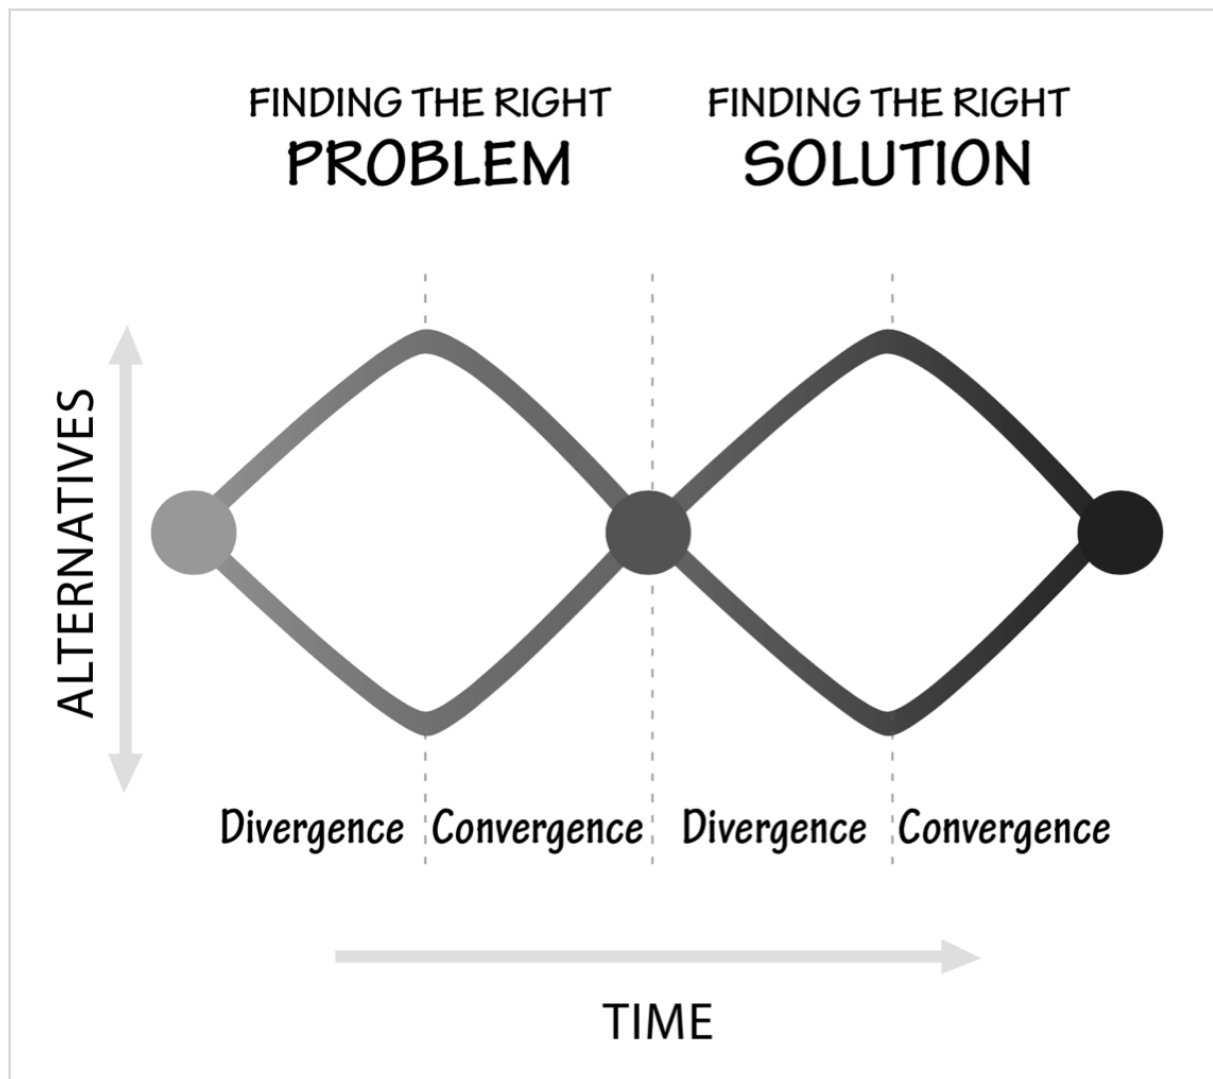 FINDING THE RIGHT
PROBLEM
FINDING THE RIGHT
SOLUTION
ALTERNATIVES
Divergence
Convergence
Divergence
Convergence
TIME